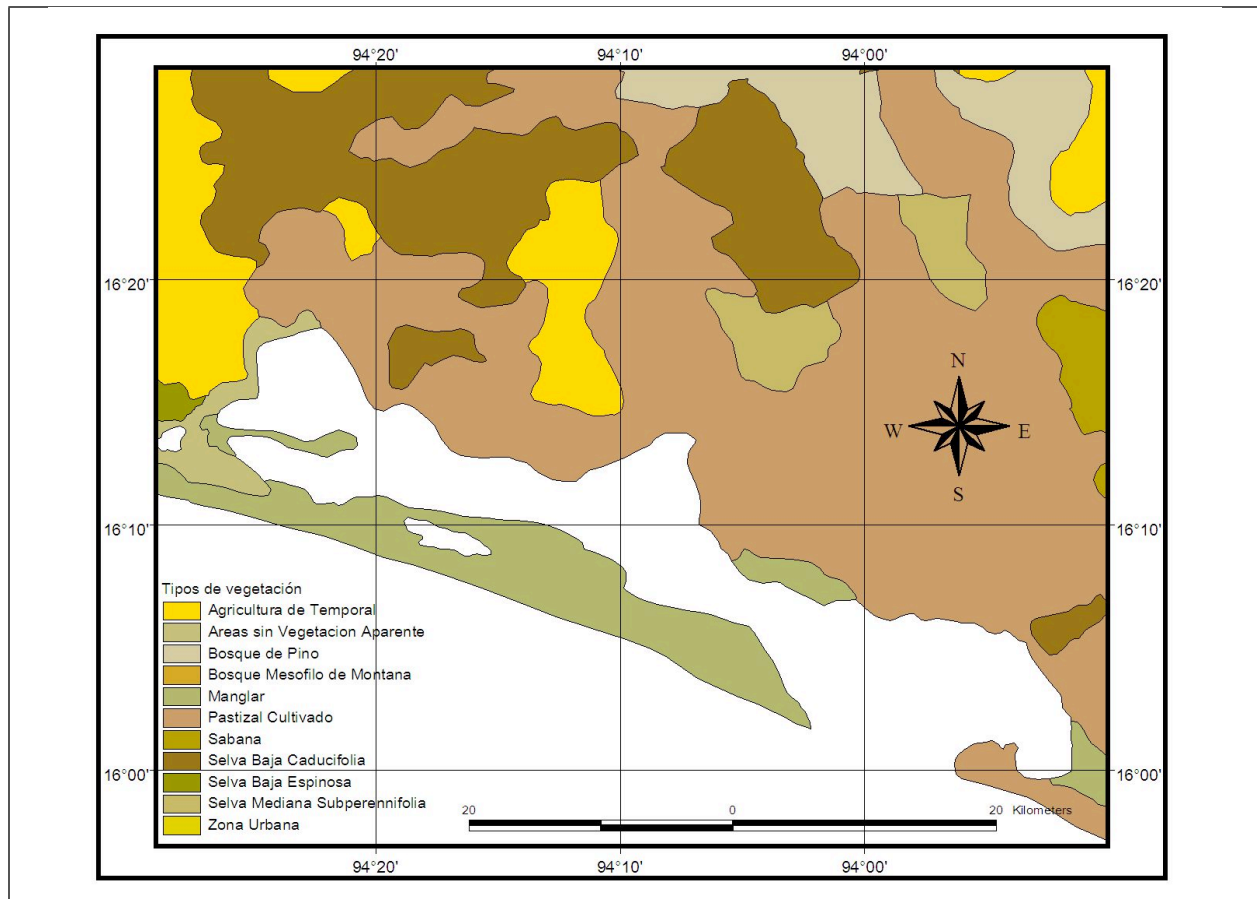 94°20' 94°10' 94°00'
16°20' 16°20'
N
W E
S
16°10' 16°10'
Tipos de vegetación
Agricultura de Temporal
Areas sin Vegetacion Aparente
Bosque de Pino
Bosque Mesofilo de Montana
Manglar
Pastizal Cultivado
Sabana
Selva Baja Caducifolia
16°00' 16°00'
Selva Baja Espinosa
Selva Mediana Subperennifolia
20 0 20 Kilometers
Zona Urbana
94°20' 94°10' 94°00'